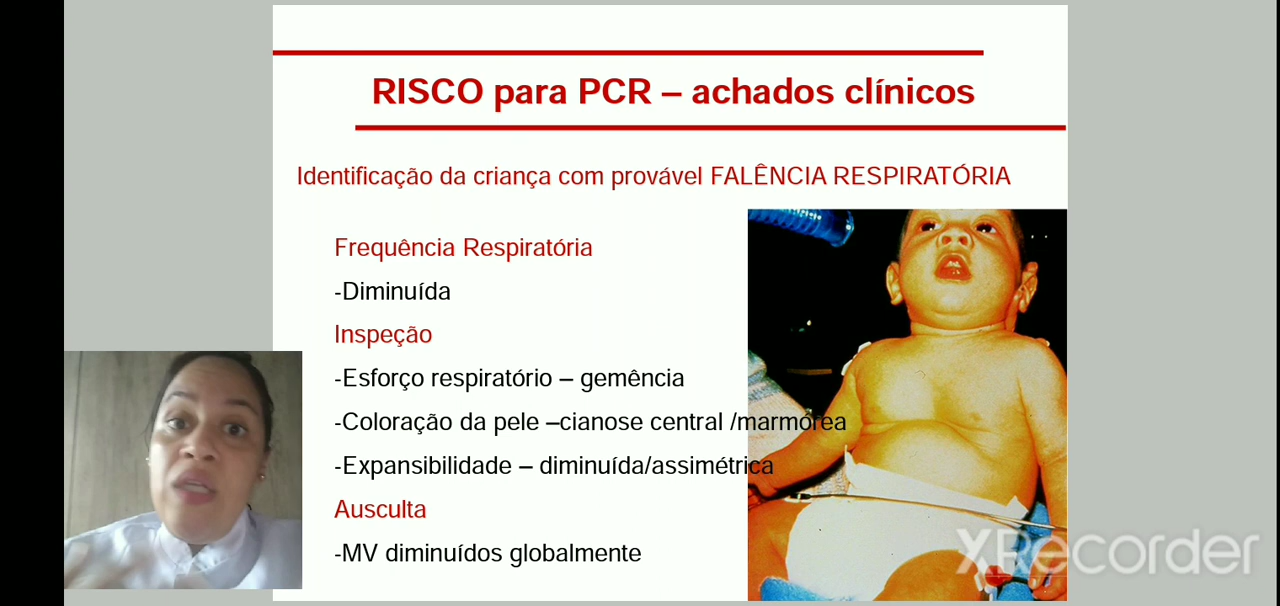 RISCO para PCR – achados clínicos
Identificação da criança com provável FALÊNCIA RESPIRATÓRIA
Frequência Respiratória
-Diminuída
Inspeção
-Esforço respiratório – gemência
-Coloração da pele –cianose central /marmórea
-Expansibilidade – diminuída/assimétrica
Ausculta
-MV diminuídos globalmente
XRecorder